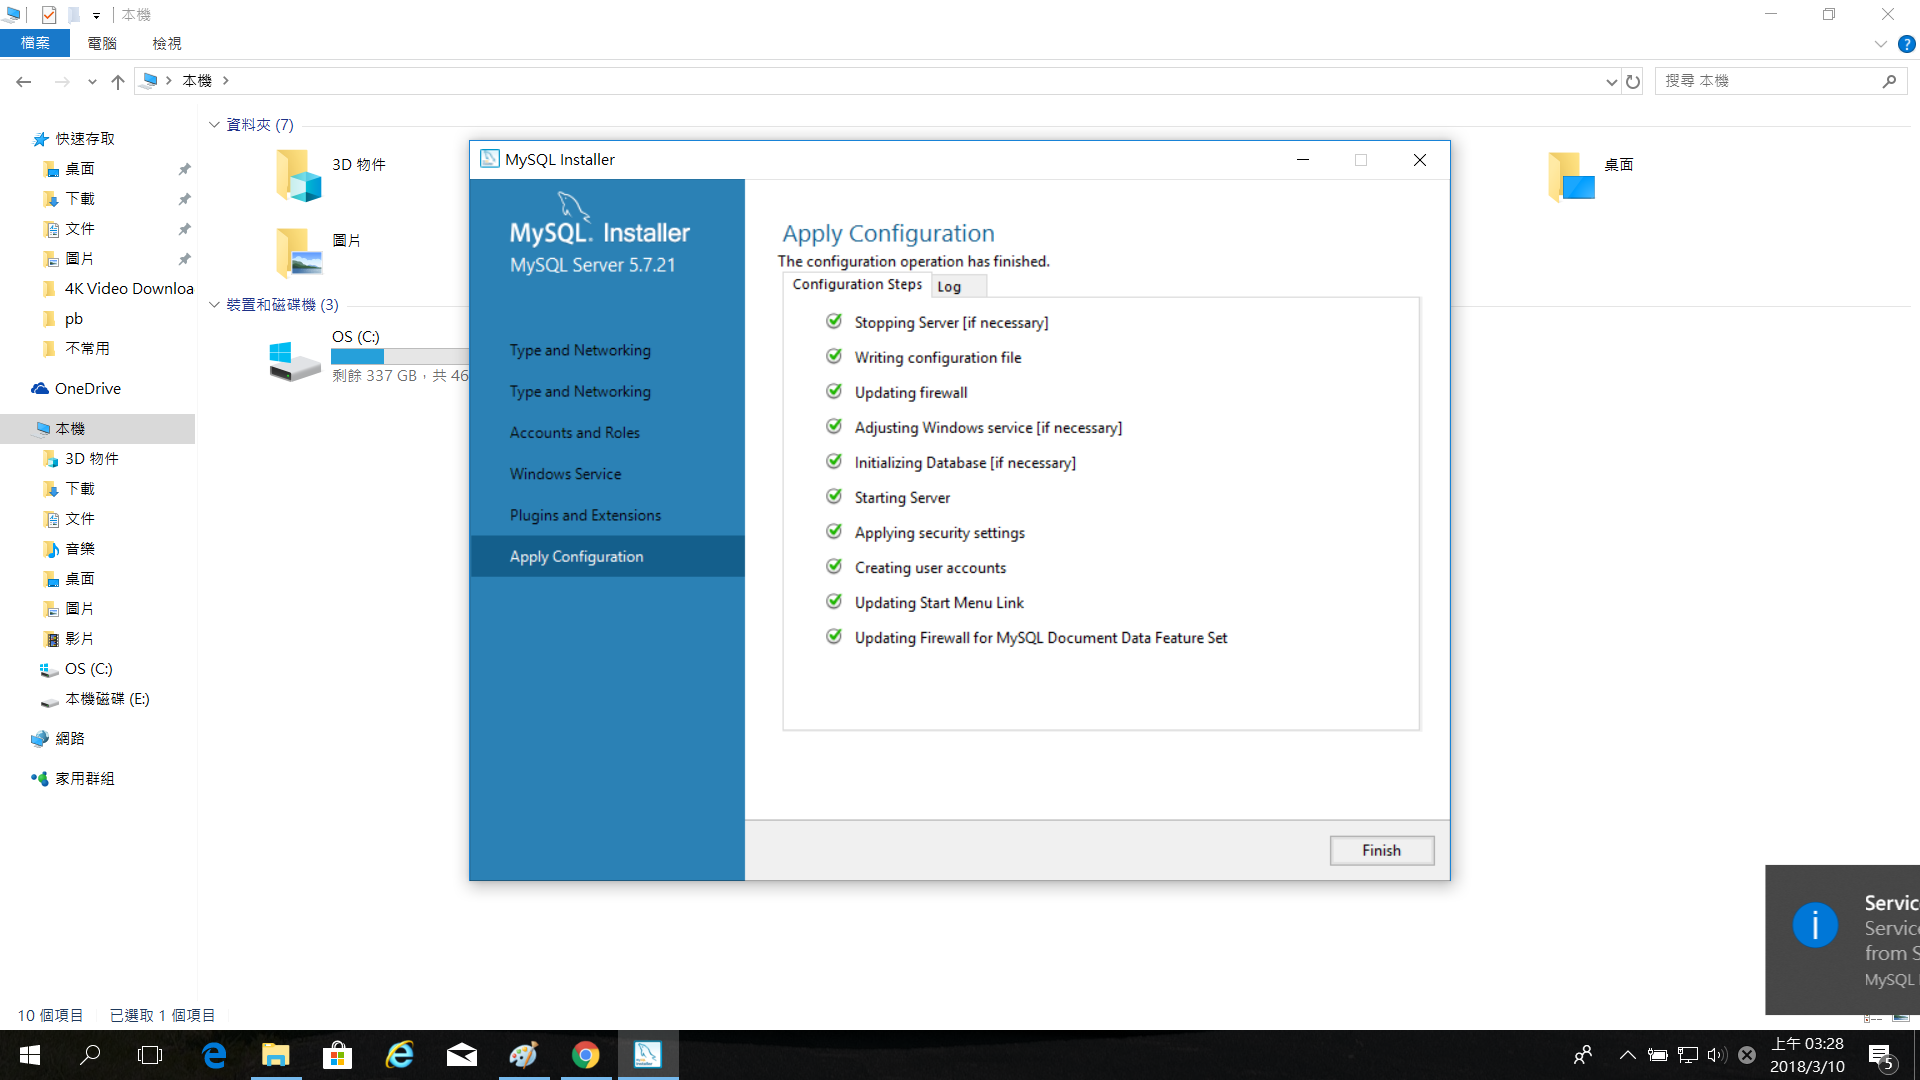 本機
檔案 電腦 檢視
本機
搜尋 本機
快速存取
桌面
下載
文件
圖片
4K Video Downloa
pb
不常用
OneDrive
本機
3D 物件
下載
文件
音樂
桌面
圖片
影片
OS (C:)
本機磁碟 (E:)
網路
家用群組
資料夾 (7)
3D 物件
圖片
桌面
裝置和磁碟機 (3)
OS (C:)
剩餘 337 GB，共 46
MySQL Installer
MySQL. Installer
MySQL Server 5.7.21
Type and Networking
Type and Networking
Accounts and Roles
Windows Service
Plugins and Extensions
Apply Configuration
Apply Configuration
The configuration operation has finished.
Configuration Steps Log
Stopping Server [if necessary]
Writing configuration file
Updating firewall
Adjusting Windows service [if necessary]
Initializing Database [if necessary]
Starting Server
Applying security settings
Creating user accounts
Updating Start Menu Link
Updating Firewall for MySQL Document Data Feature Set
Finish
Servic
Service
from S
MySQL
10 個項目 已選取 1 個項目
上午 03:28
2018/3/10
5